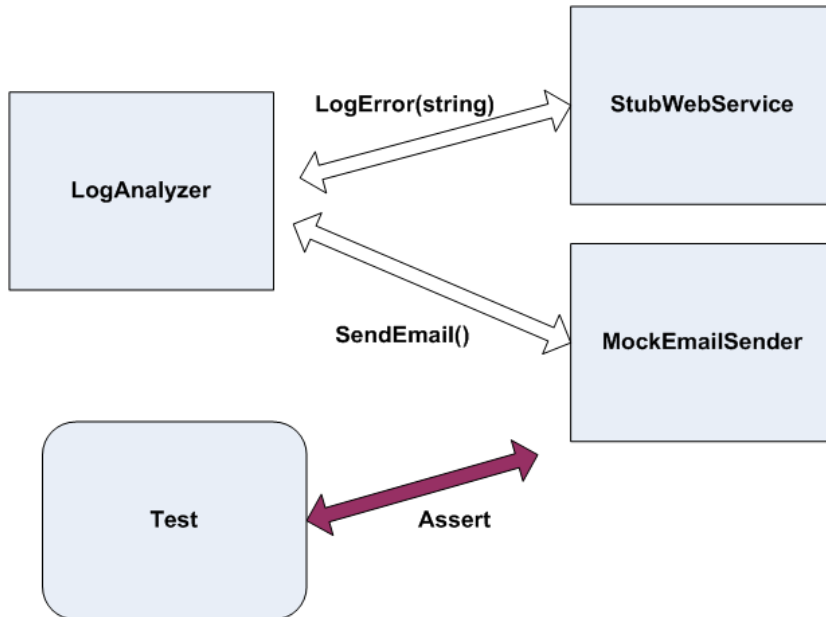 LogError(string)
StubWebService
LogAnalyzer
SendEmail()
MockEmailSender
Test
Assert